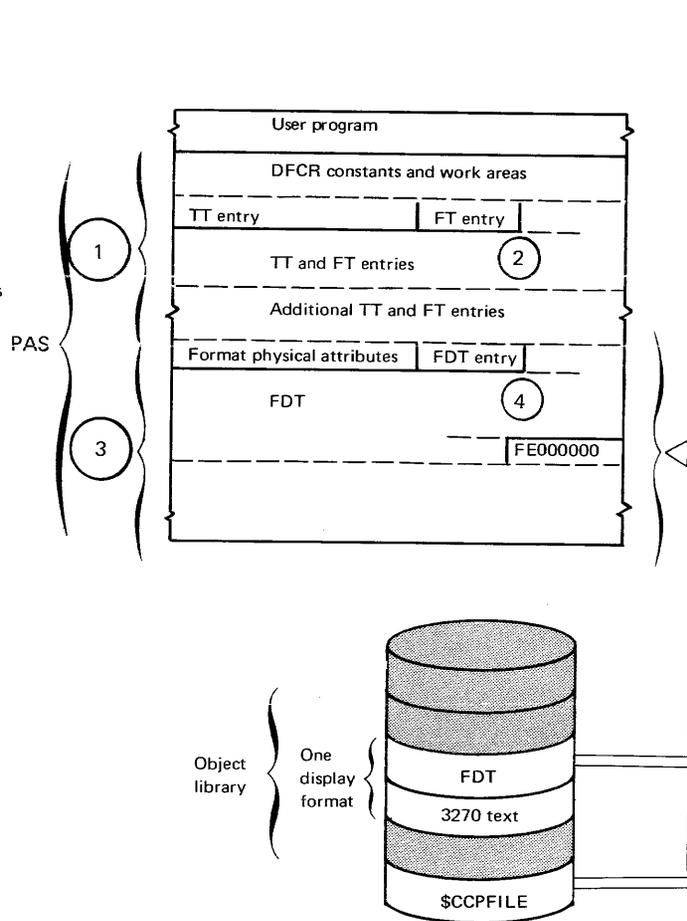 User program
DFCR constants and work areas
TT entry
FT entry
1
2
TT and FT entries
s
Additional TT and FT entries
PAS
Format physical attributes
FDT entry
FDT
4
3
FE000000
Object
library
One
display
format
FDT
3270 text
$CCPFILE